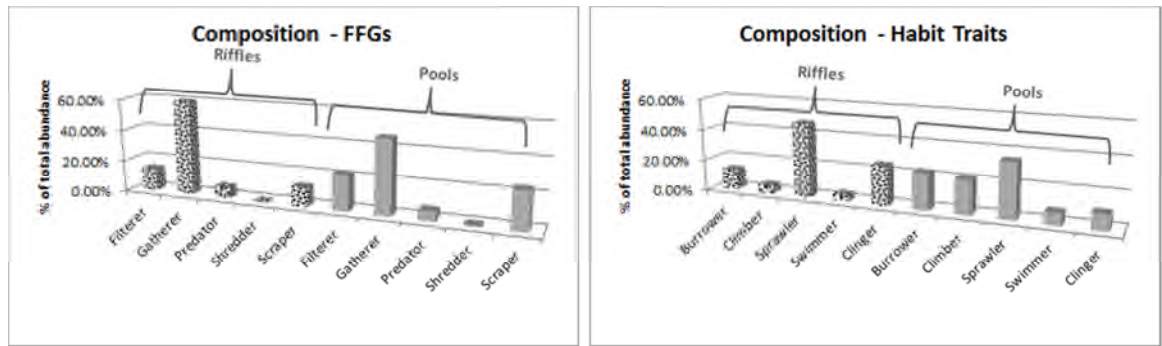 Composition - FFGs
Riffles
Pools
% of total abundance
60.00%
40.00%
20.00%
0.00%
Filterer
Gatherer
Predator
Shredder
Scraper
Filterer
Gatherer
Predator
Shredder
Scraper
Composition - Habit Traits
Riffles
Pools
% of total abundance
60.00%
40.00%
20.00%
0.00%
Burrower
Climber
Sprawler
Swimmer
Clinger
Burrower
Climber
Sprawler
Swimmer
Clinger